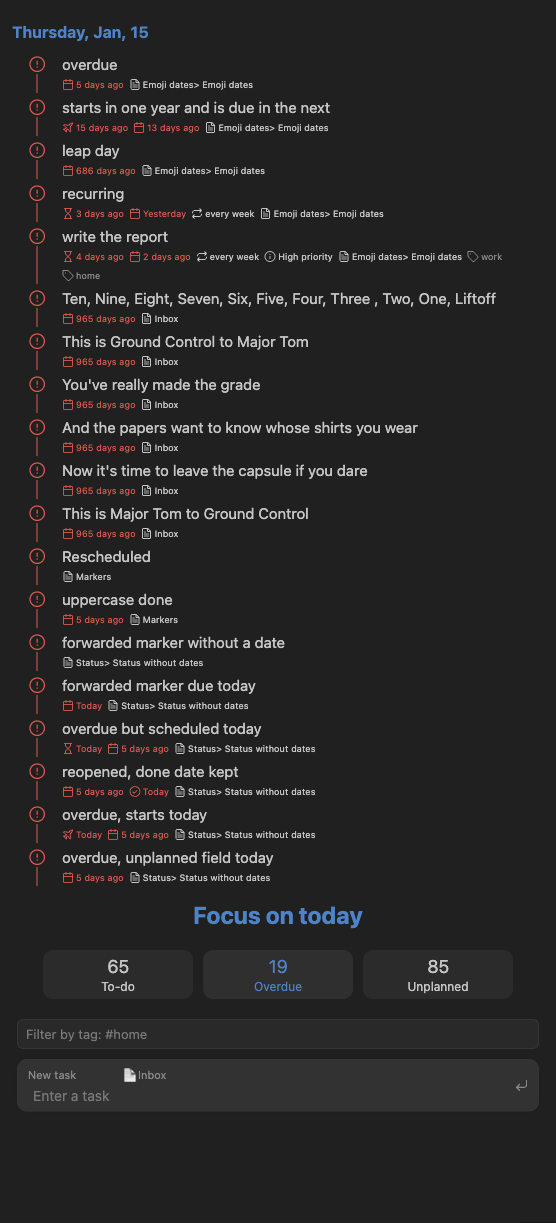 Thursday, Jan, 15
overdue
5 days ago Emoji dates> Emoji dates
starts in one year and is due in the next
15 days ago 13 days ago Emoji dates> Emoji dates
leap day
686 days ago Emoji dates> Emoji dates
recurring
3 days ago Yesterday every week Emoji dates> Emoji dates
write the report
4 days ago 2 days ago every week High priority Emoji dates> Emoji dates work
home
Ten, Nine, Eight, Seven, Six, Five, Four, Three , Two, One, Liftoff
965 days ago Inbox
This is Ground Control to Major Tom
965 days ago Inbox
You've really made the grade
965 days ago Inbox
And the papers want to know whose shirts you wear
965 days ago Inbox
Now it's time to leave the capsule if you dare
965 days ago Inbox
This is Major Tom to Ground Control
965 days ago Inbox
Rescheduled
Markers
uppercase done
5 days ago Markers
forwarded marker without a date
Status> Status without dates
forwarded marker due today
Today Status> Status without dates
overdue but scheduled today
Today 5 days ago Status> Status without dates
reopened, done date kept
5 days ago Today Status> Status without dates
overdue, starts today
Today 5 days ago Status> Status without dates
overdue, unplanned field today
5 days ago Status> Status without dates
Focus on today
65 19 85
To-do Overdue Unplanned
Filter by tag: #home
New task Inbox
Enter a task